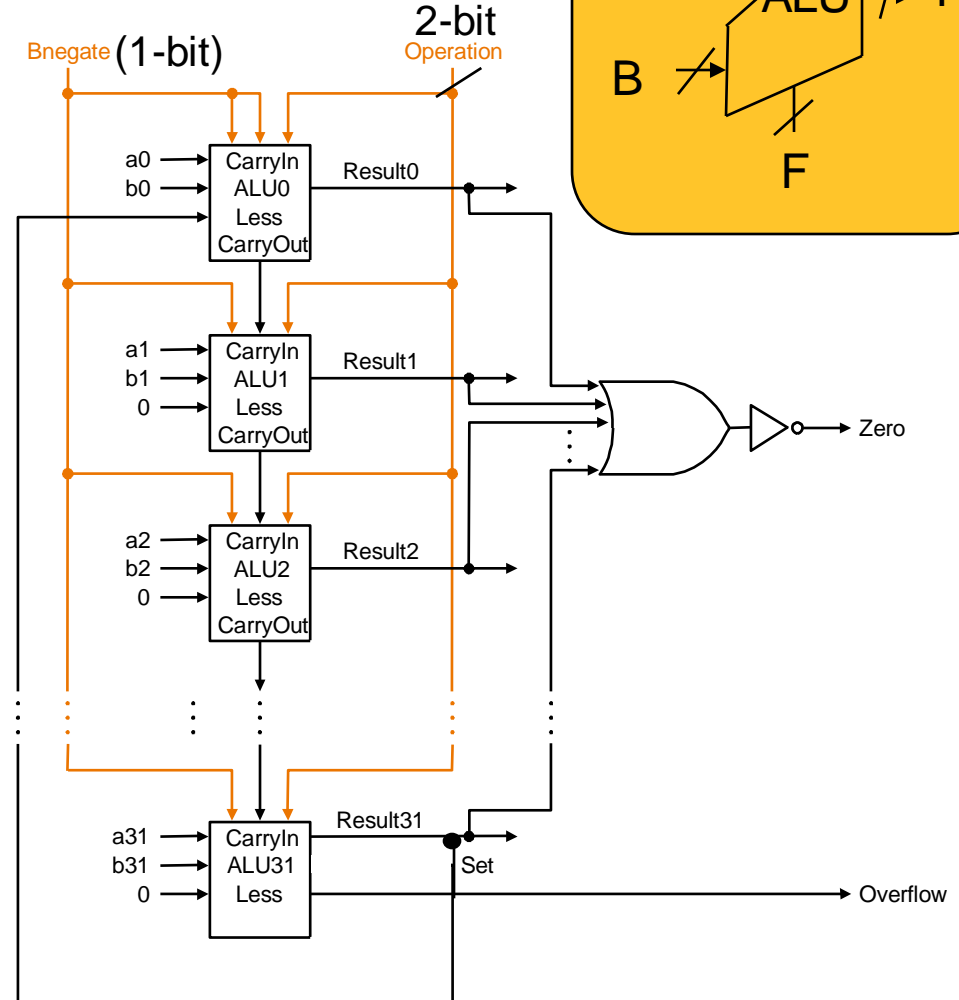 2-bit
Bnegate (1-bit)
Operation
ALU
B
F
a0
b0
CarryIn
ALU0
Less
CarryOut
Result0
a1
b1
0
CarryIn
ALU1
Less
CarryOut
Result1
Zero
a2
b2
0
CarryIn
ALU2
Less
CarryOut
Result2
a31
b31
0
CarryIn
ALU31
Less
Result31
Set
Overflow